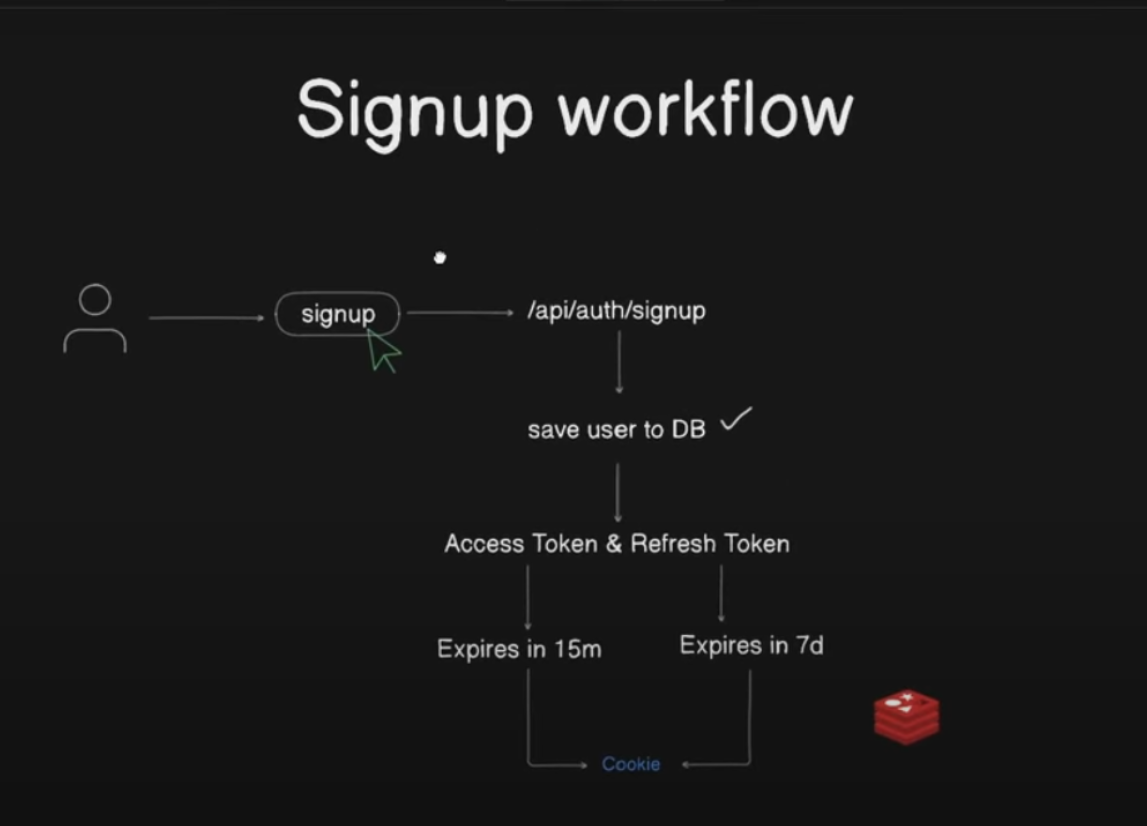 Signup workflow
signup
/api/auth/signup
save user to DB
Access Token & Refresh Token
Expires in 15m
Expires in 7d
Cookie